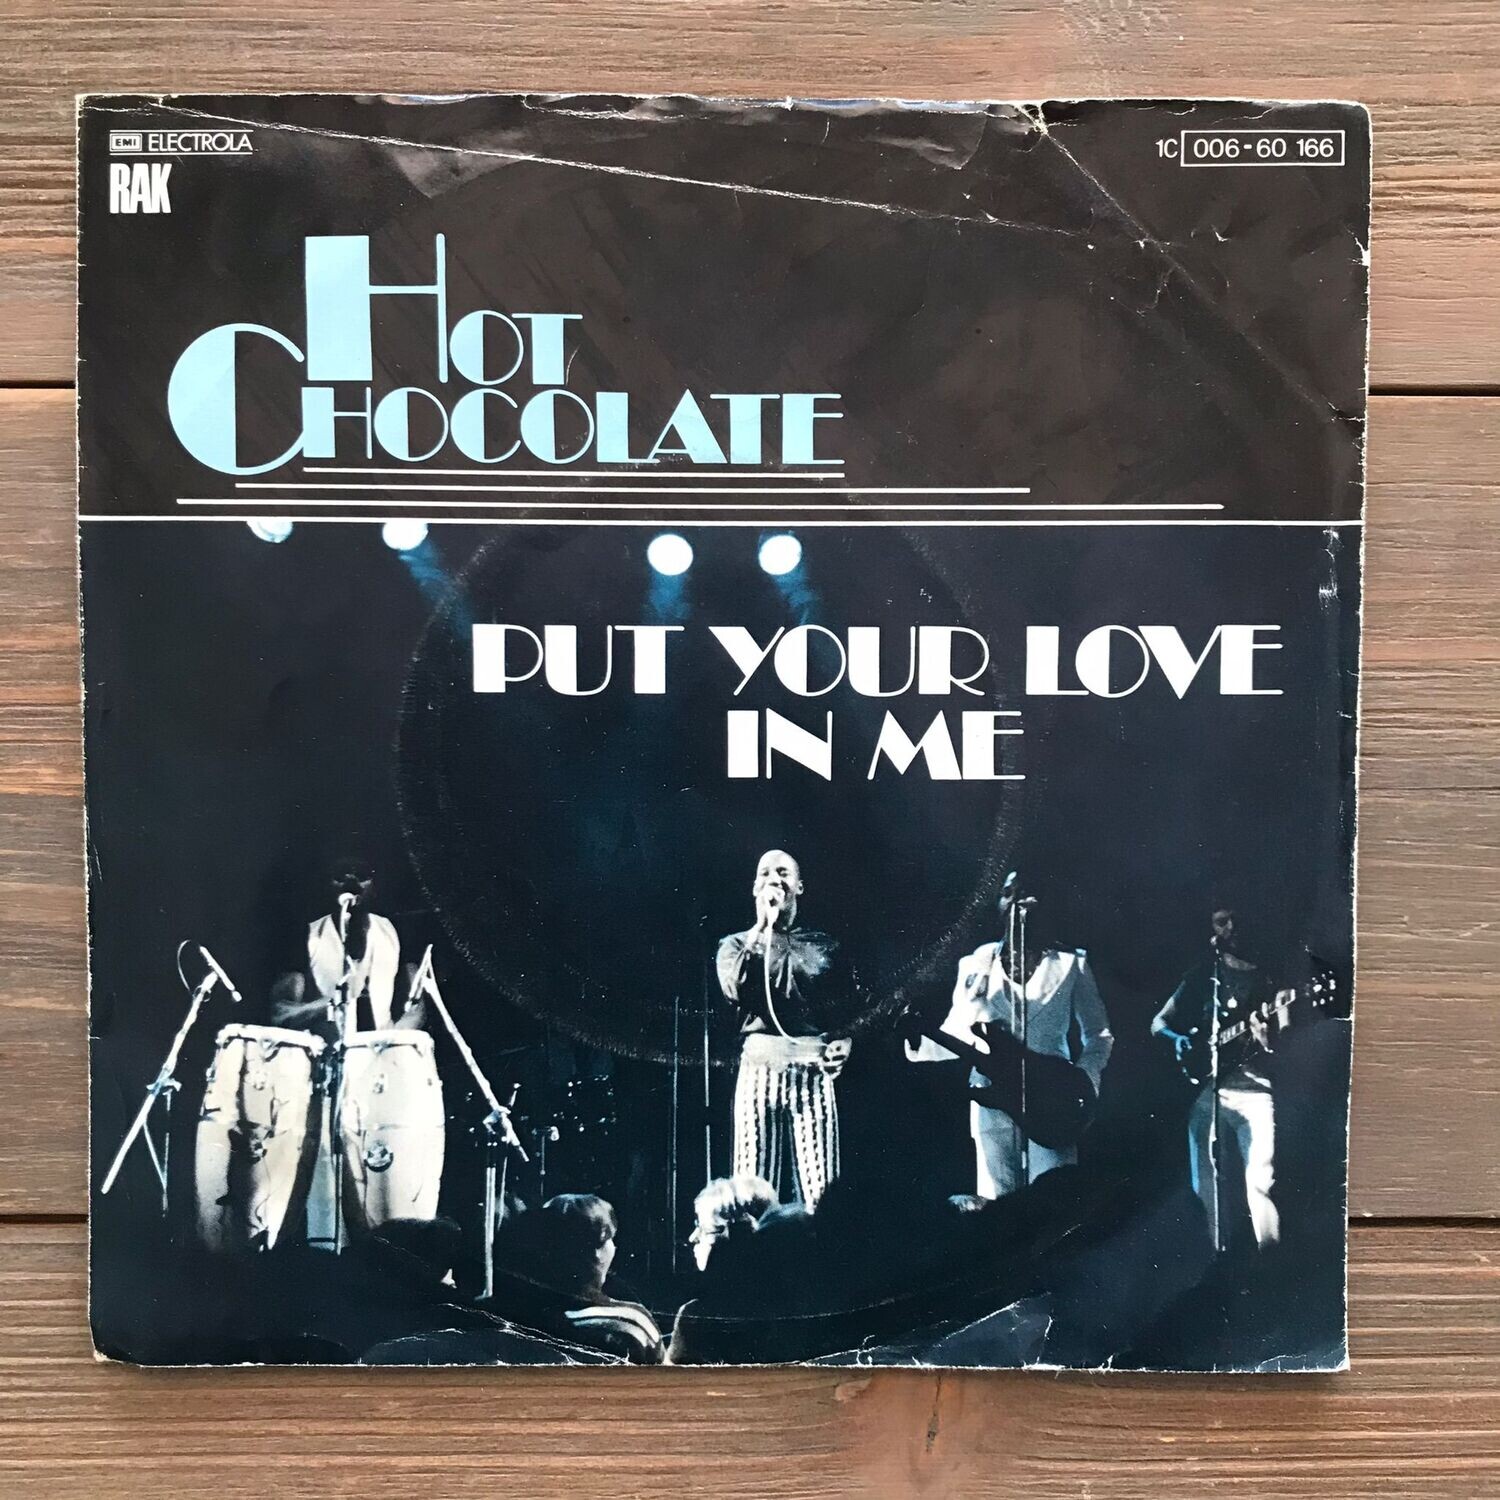 EMI ELECTROLA
RAK
1C 006-60 166
HOT
CHOCOLATE
PUT YOUR LOVE
IN ME